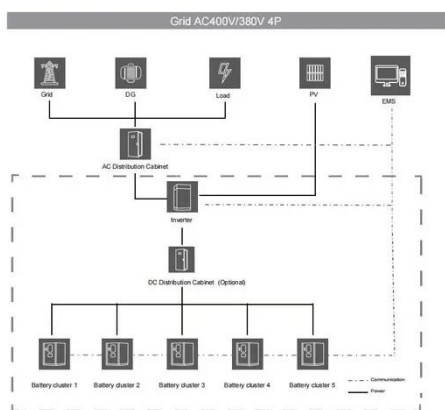 Grid AC400V/380V 4P
Grid
DG
Load
PV
EMS
AC Distribution Cabinet
Inverter
DC Distribution Cabinet (Optional)
Battery cluster 1
Battery cluster 2
Battery cluster 3
Battery cluster 4
Battery cluster 5
Communication
Power